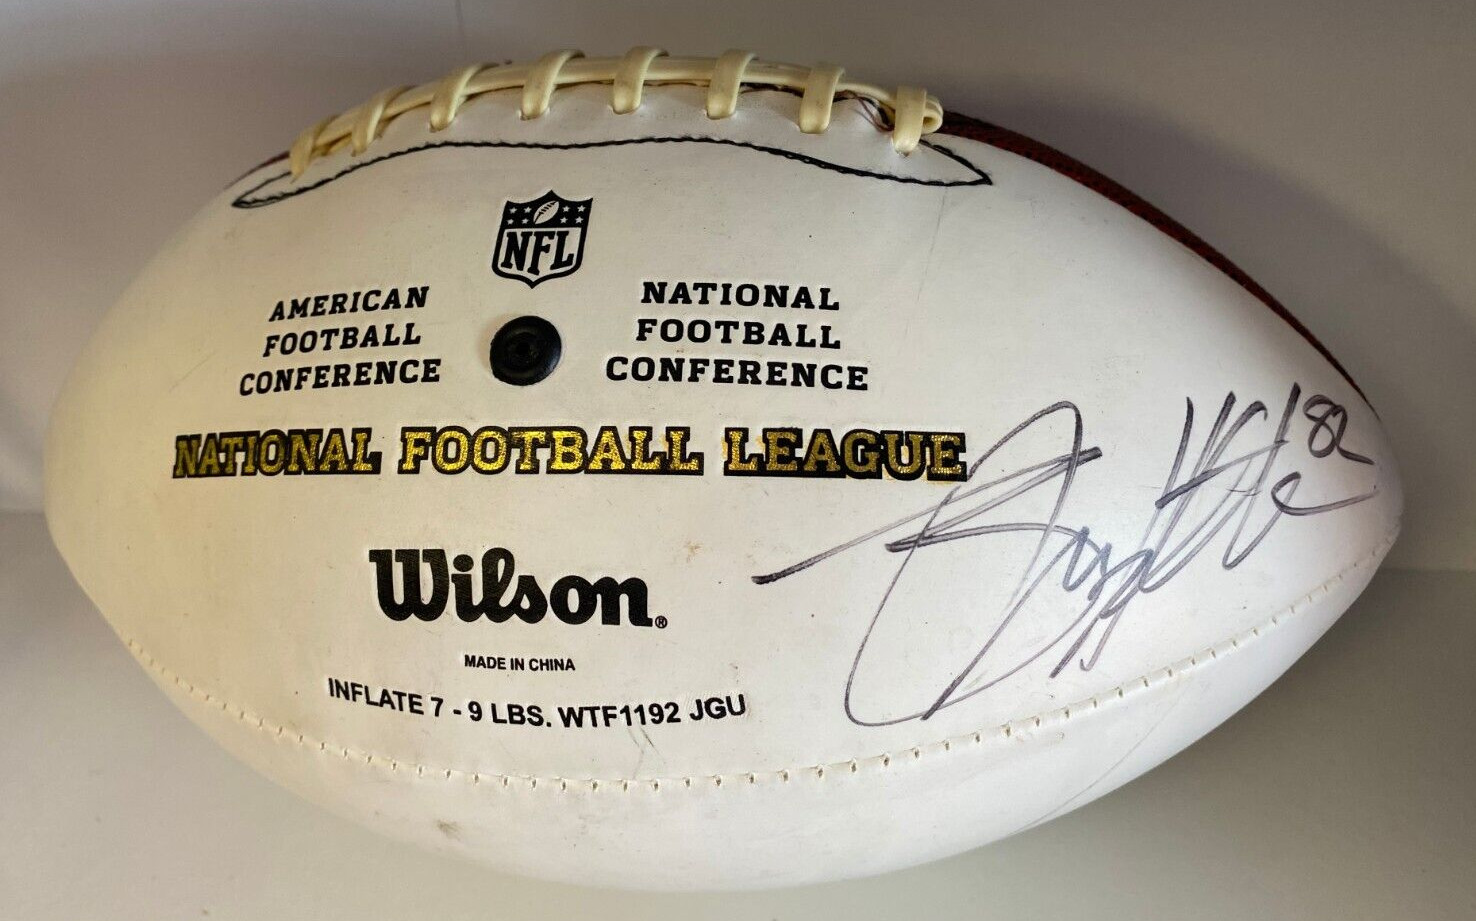 NFL
AMERICAN
FOOTBALL
CONFERENCE
NATIONAL
FOOTBALL
CONFERENCE
NATIONAL FOOTBALL LEAGUE
82
Wilson®
MADE IN CHINA
INFLATE 7 - 9 LBS. WTF1192 JGU